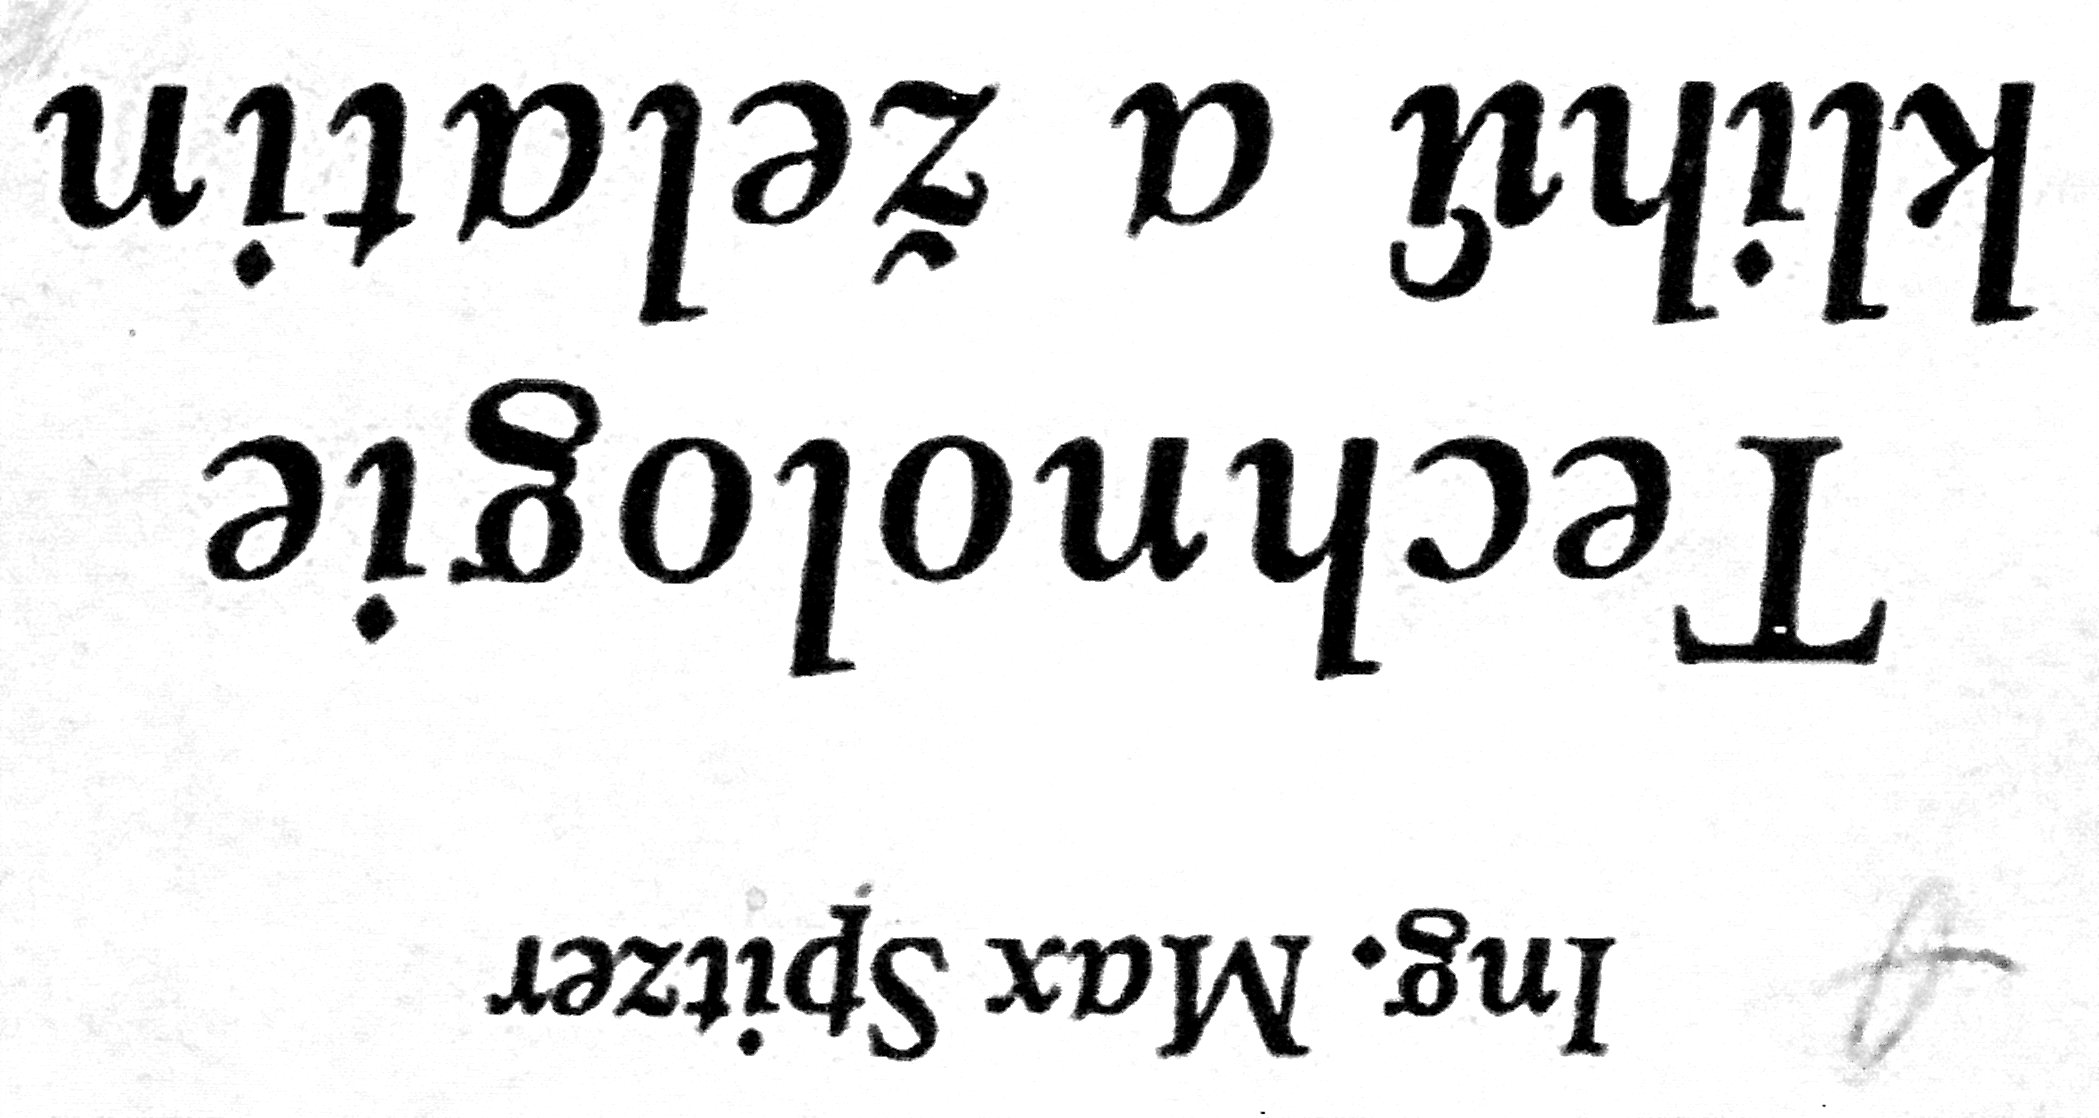 Ing. Max Spitzer
Technologie
klihů a želatin